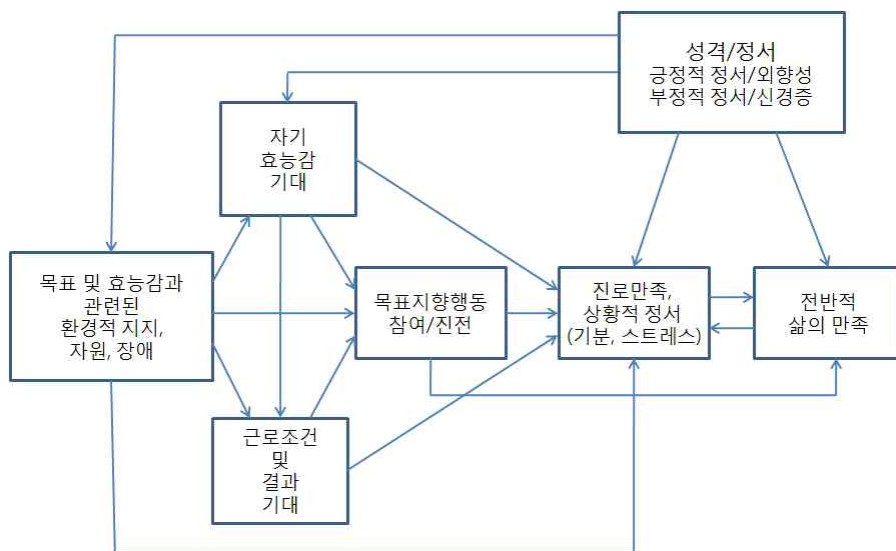 성격/정서
긍정적 정서/외향성
부정적 정서/신경증
자기
효능감
기대
목표 및 효능감과
관련된
환경적 지지,
자원, 장애
목표지향행동
참여/진전
진로만족,
상황적 정서
(기분, 스트레스)
전반적
삶의 만족
근로조건
및
결과
기대